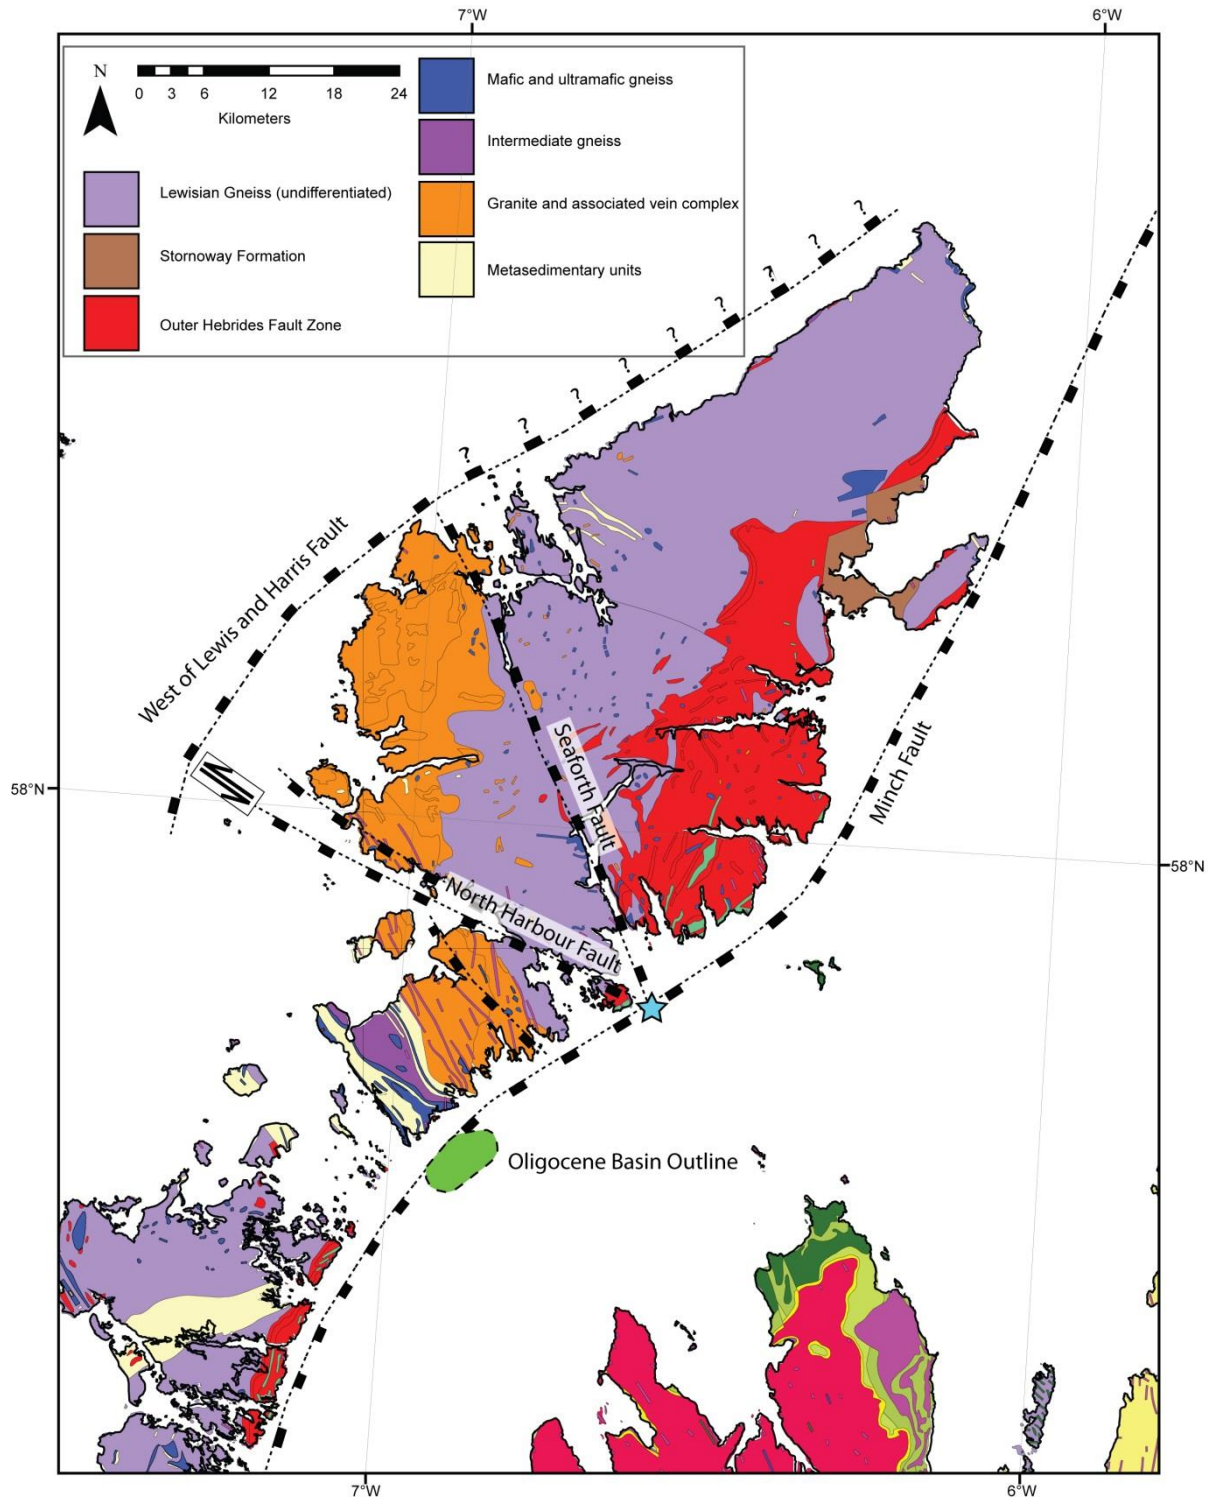 7°W
6°W
N
0 3 6 12 18 24
Kilometers
Lewisian Gneiss (undifferentiated)
Stornoway Formation
Outer Hebrides Fault Zone
Mafic and ultramafic gneiss
Intermediate gneiss
Granite and associated vein complex
Metasedimentary units
?
?
?
?
?
?
?
?
?
West of Lewis and Harris Fault
Seaforth Fault
Minch Fault
58°N
58°N
North Harbour Fault
Oligocene Basin Outline
7°W
6°W